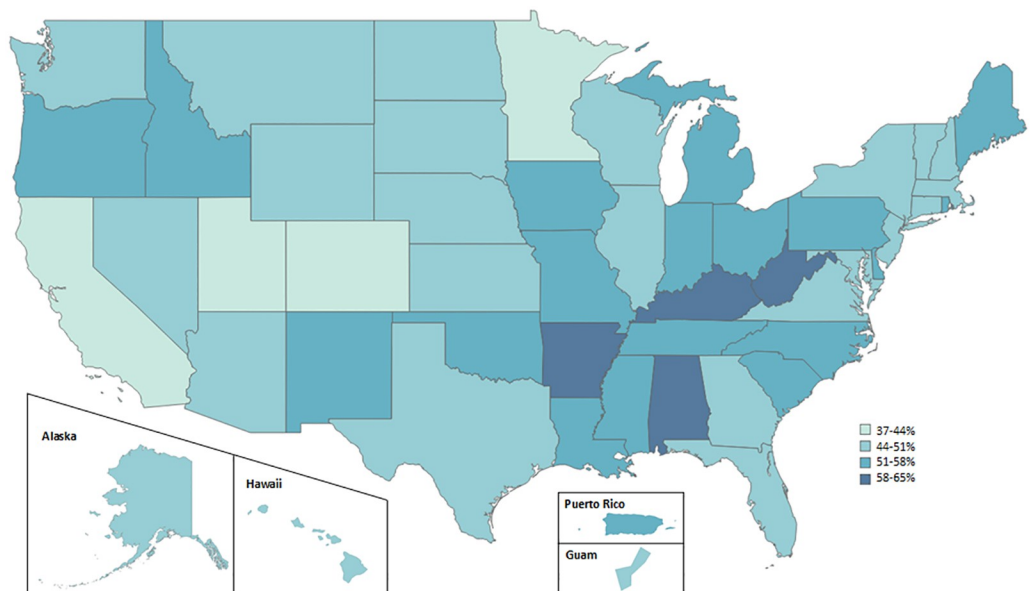 Alaska
Hawaii
Puerto Rico
Guam
37-44%
44-51%
51-58%
58-65%